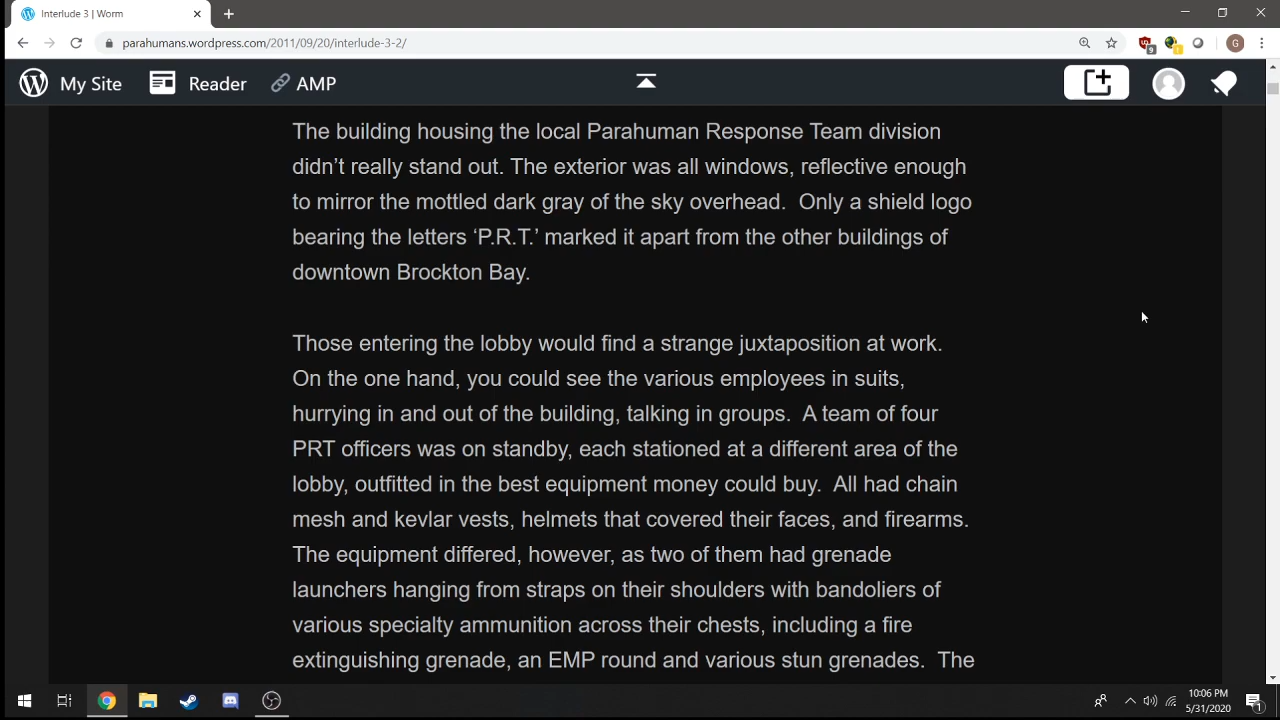 Interlude 3 | Worm
parahumans.wordpress.com/2011/09/20/interlude-3-2/
9
G
My Site
Reader
AMP
The building housing the local Parahuman Response Team division
didn’t really stand out. The exterior was all windows, reflective enough
to mirror the mottled dark gray of the sky overhead.  Only a shield logo
bearing the letters ‘P.R.T.’ marked it apart from the other buildings of
downtown Brockton Bay.
Those entering the lobby would find a strange juxtaposition at work.
On the one hand, you could see the various employees in suits,
hurrying in and out of the building, talking in groups.  A team of four
PRT officers was on standby, each stationed at a different area of the
lobby, outfitted in the best equipment money could buy.  All had chain
mesh and kevlar vests, helmets that covered their faces, and firearms.
The equipment differed, however, as two of them had grenade
launchers hanging from straps on their shoulders with bandoliers of
various specialty ammunition across their chests, including a fire
extinguishing grenade, an EMP round and various stun grenades.  The
10:06 PM
5/31/2020
1